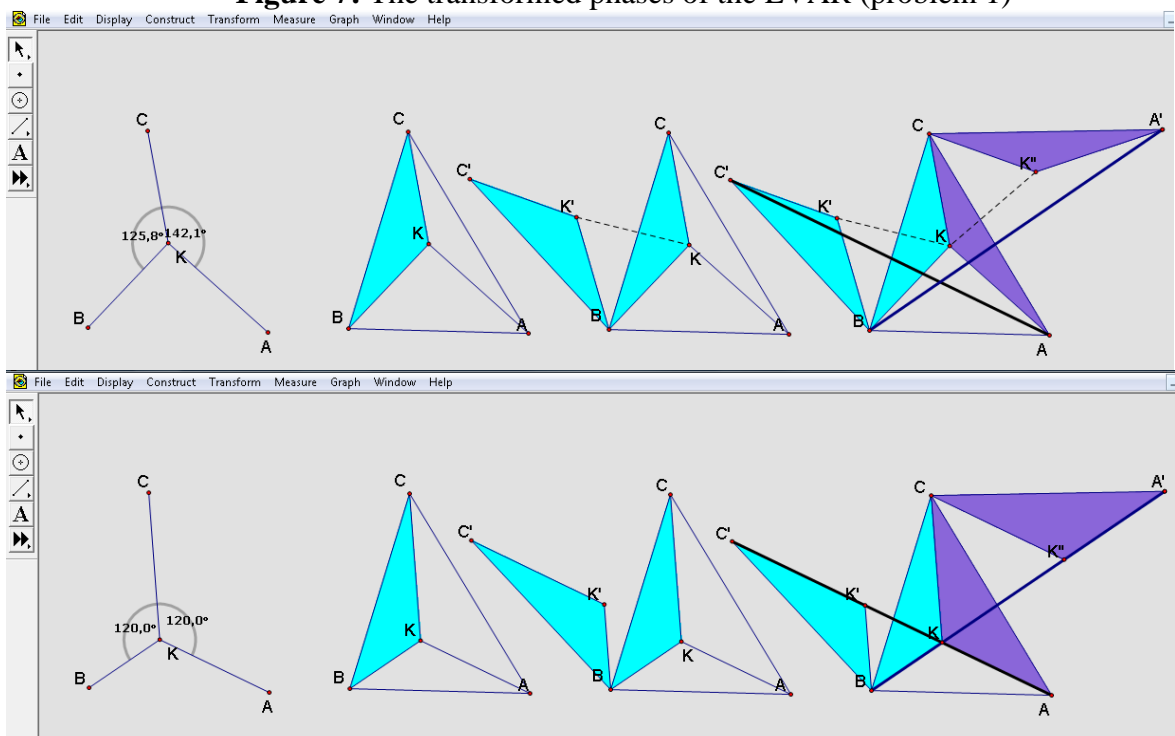 Figure 7. The transformed phases of the LVAR (problem 1)
File Edit Display Construct Transform Measure Graph Window Help
A
C
125,8° 142,1°
K
B
A
C
K
B
A
C'
K'
C
K
B
A
C'
K'
C
K
K"
A'
B
A
File Edit Display Construct Transform Measure Graph Window Help
A
C
120,0° 120,0°
K
B
A
C
K
B
A
C'
K'
C
K
B
A
C'
K'
C
K
K"
A'
B
A